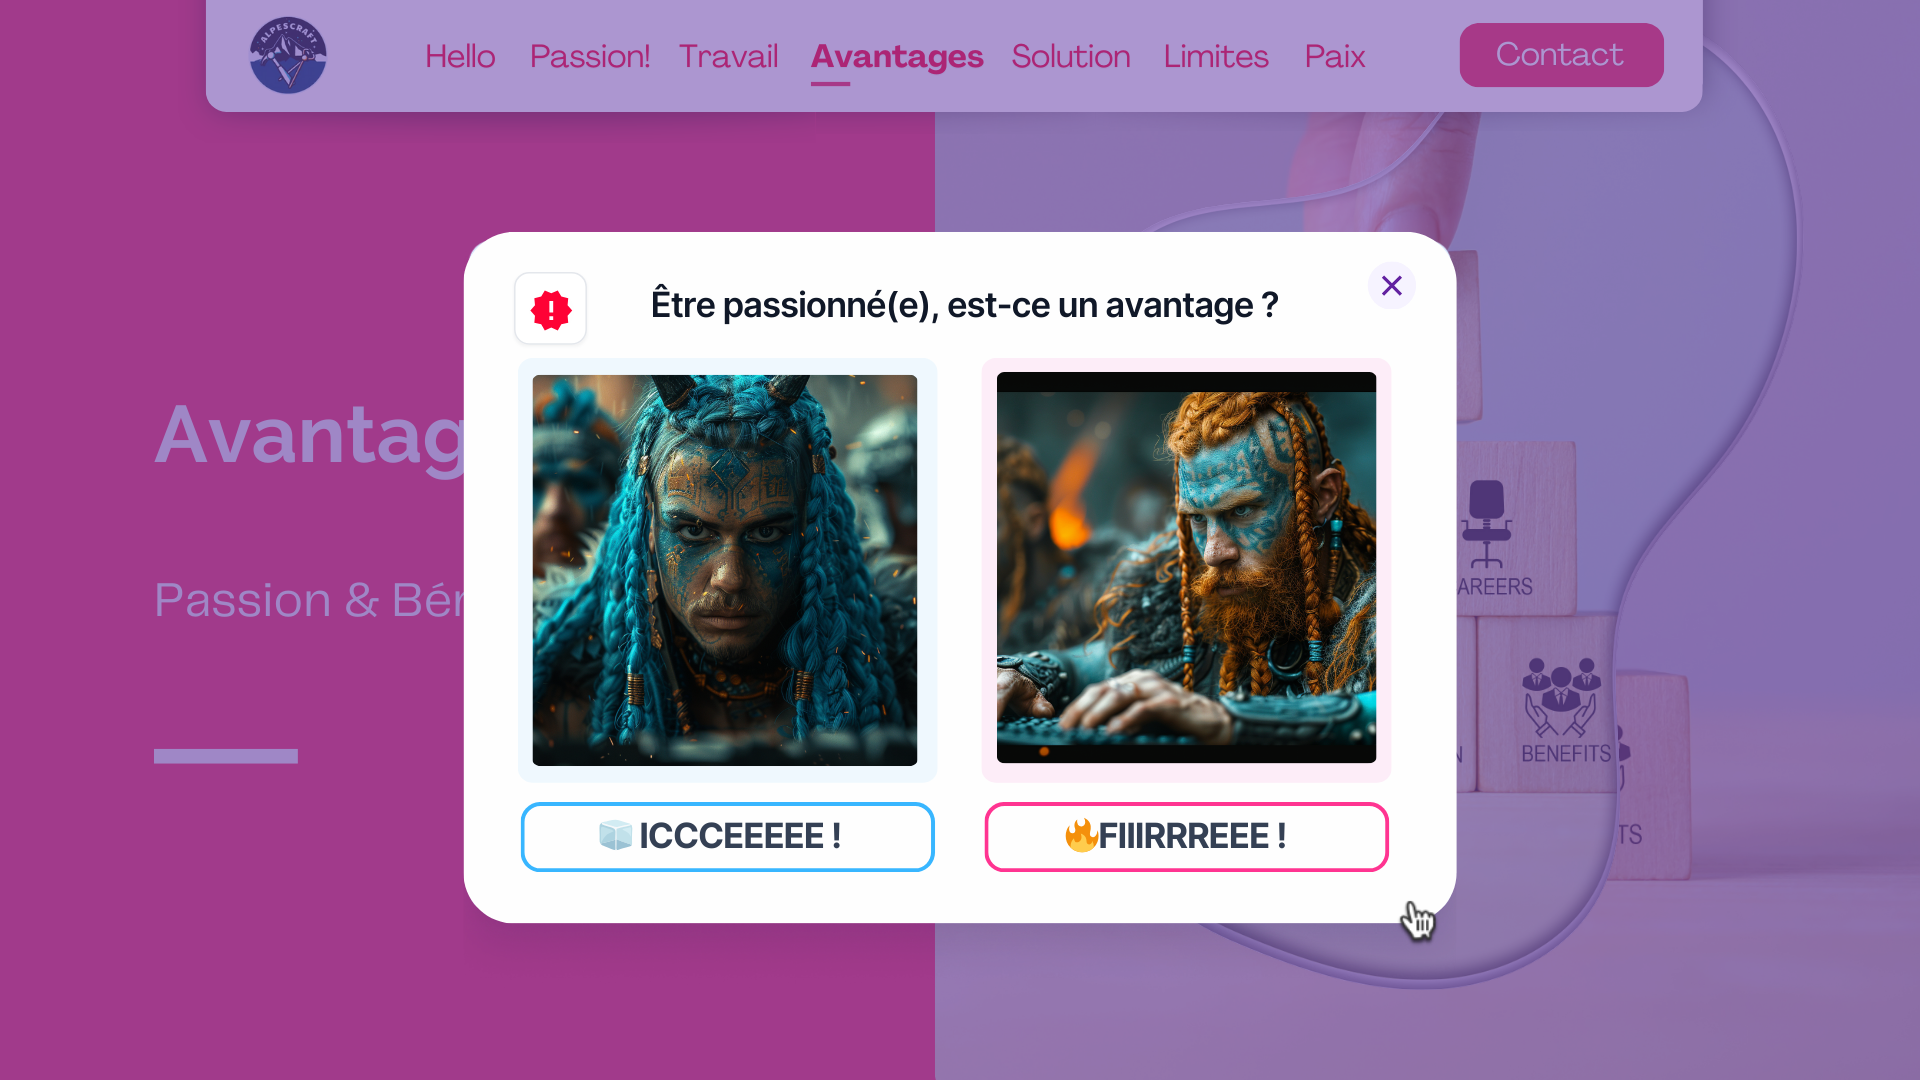 ALPESCRAFT
Hello Passion! Travail Avantages Solution Limites Paix Contact
Être passionné(e), est-ce un avantage ?
Avantag
Passion & Bér
AREERS
BENEFITS
TS
ICCCEEEEE !
FIIIRRREEE !